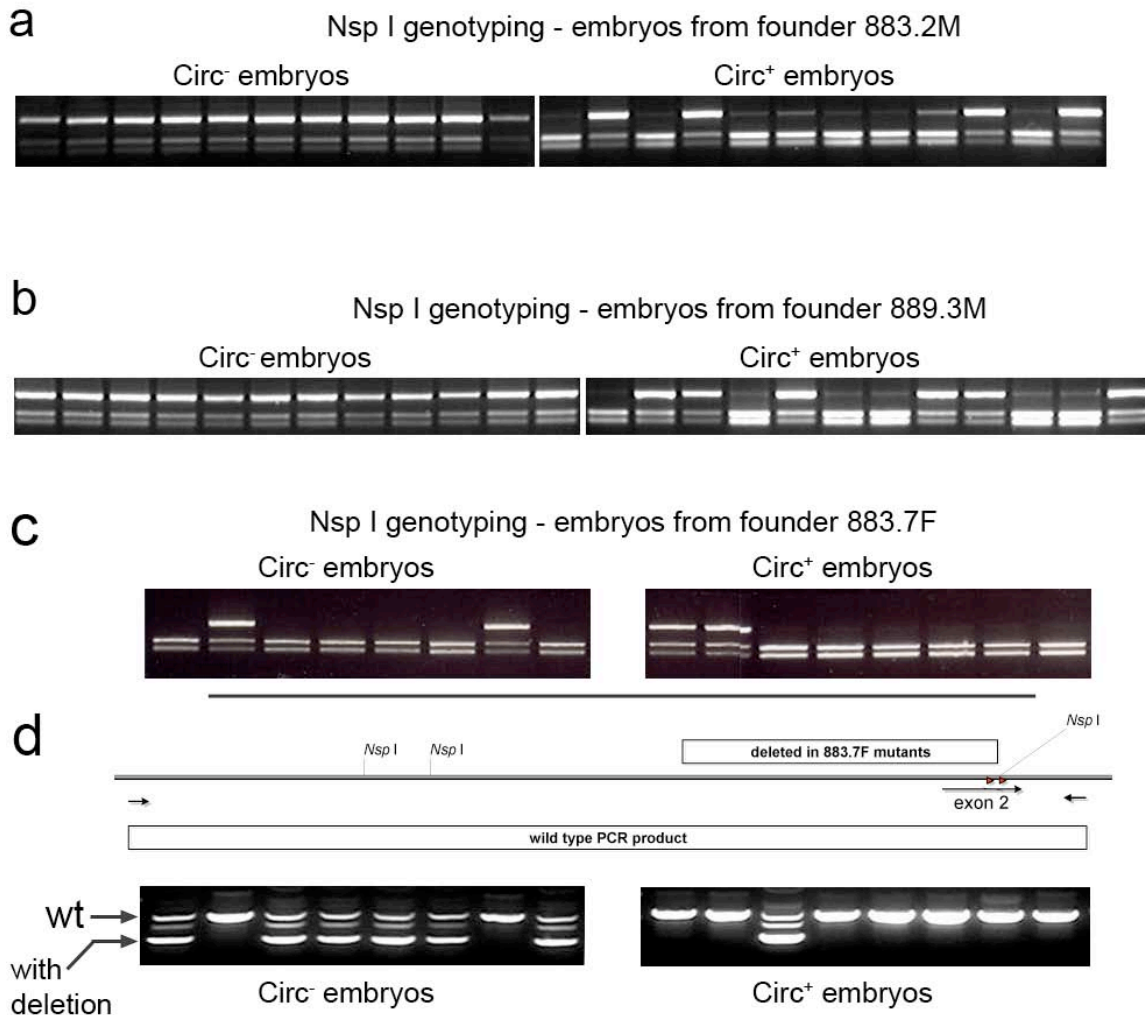 a
Nsp I genotyping - embryos from founder 883.2M
Circ- embryos
Circ+ embryos
b
Nsp I genotyping - embryos from founder 889.3M
Circ- embryos
Circ+ embryos
c
Nsp I genotyping - embryos from founder 883.7F
Circ- embryos
Circ+ embryos
d
Nsp I
Nsp I
deleted in 883.7F mutants
Nsp I
exon 2
wild type PCR product
wt
with
deletion
Circ- embryos
Circ+ embryos